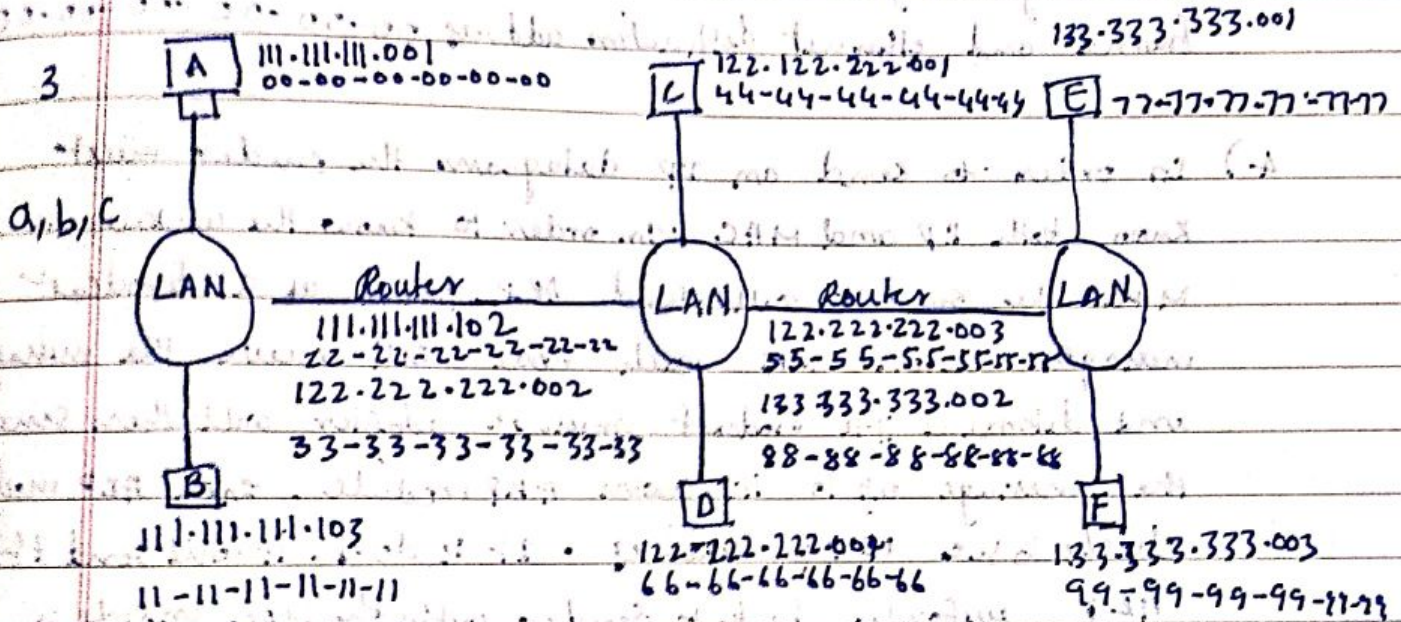 133.333.333.001
3
A 111.111.111.001
00-00-00-00-00-00
C 122.122.222.001
44-44-44-44-44-44
E 77-77-77-77-77-77
a, b, c
LAN
Router
111.111.111.102
22-22-22-22-22-22
122.222.222.002
33-33-33-33-33-33
LAN
Router
122.222.222.003
55-55-55-55-55-55
133 333.333.002
88-88-88-88-88-88
LAN
B
111.111.111.103
11-11-11-11-11-11
D
66-66-66-66-66-66
F
133.333.333.003
99-99-99-99-99-99